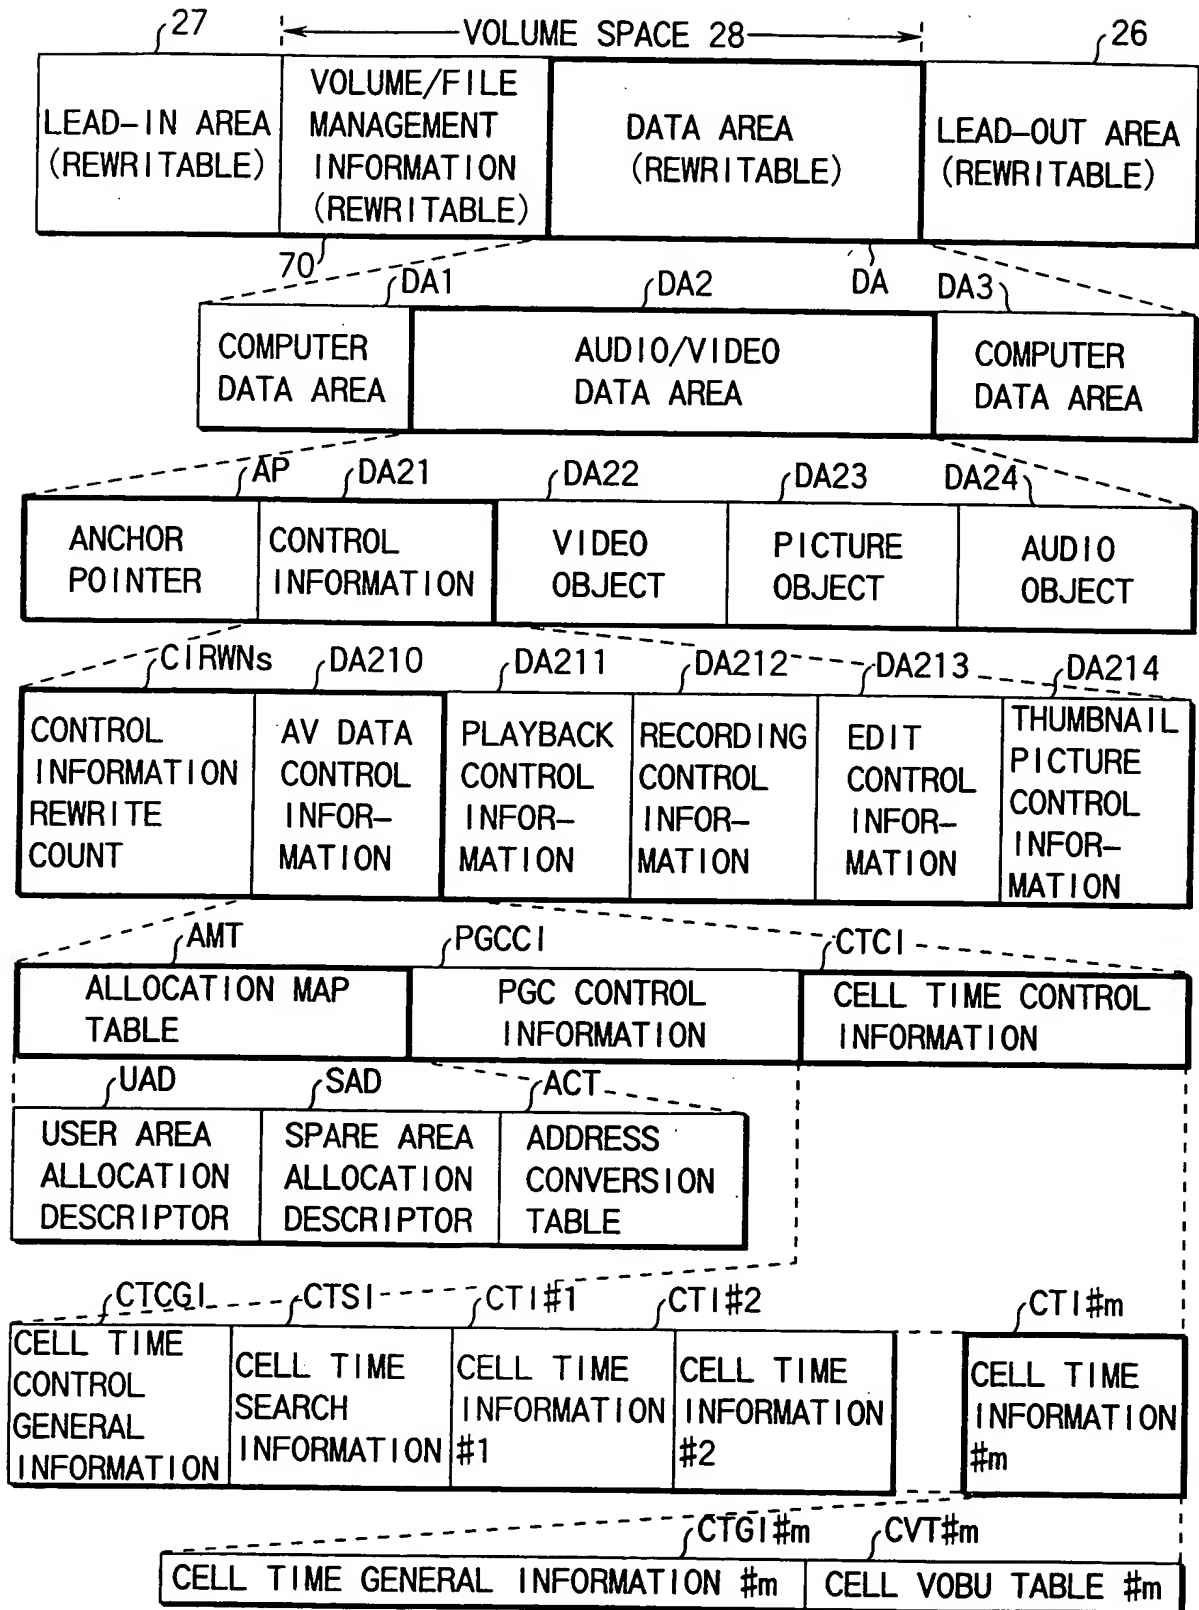 27
VOLUME SPACE 28
26
LEAD-IN AREA
(REWRITABLE)
VOLUME/FILE
MANAGEMENT
INFORMATION
(REWRITABLE)
DATA AREA
(REWRITABLE)
LEAD-OUT AREA
(REWRITABLE)
70
DA
DA1
DA2
DA3
COMPUTER
DATA AREA
AUDIO/VIDEO
DATA AREA
COMPUTER
DATA AREA
AP
DA21
DA22
DA23
DA24
ANCHOR
POINTER
CONTROL
INFORMATION
VIDEO
OBJECT
PICTURE
OBJECT
AUDIO
OBJECT
CIRWNs
DA210
DA211
DA212
DA213
DA214
CONTROL
INFORMATION
REWRITE
COUNT
AV DATA
CONTROL
INFOR-
MATION
PLAYBACK
CONTROL
INFOR-
MATION
RECORDING
CONTROL
INFOR-
MATION
EDIT
CONTROL
INFOR-
MATION
THUMBNAIL
PICTURE
CONTROL
INFOR-
MATION
AMT
PGCCI
CTCI
ALLOCATION MAP
TABLE
PGC CONTROL
INFORMATION
CELL TIME CONTROL
INFORMATION
UAD
SAD
ACT
USER AREA
ALLOCATION
DESCRIPTOR
SPARE AREA
ALLOCATION
DESCRIPTOR
ADDRESS
CONVERSION
TABLE
CTCGI
CTSI
CTI#1
CTI#2
CTI#m
CELL TIME
CONTROL
GENERAL
INFORMATION
CELL TIME
SEARCH
INFORMATION
CELL TIME
INFORMATION
#1
CELL TIME
INFORMATION
#2
CELL TIME
INFORMATION
#m
CTGI#m
CVT#m
CELL TIME GENERAL INFORMATION #m
CELL VOBU TABLE #m